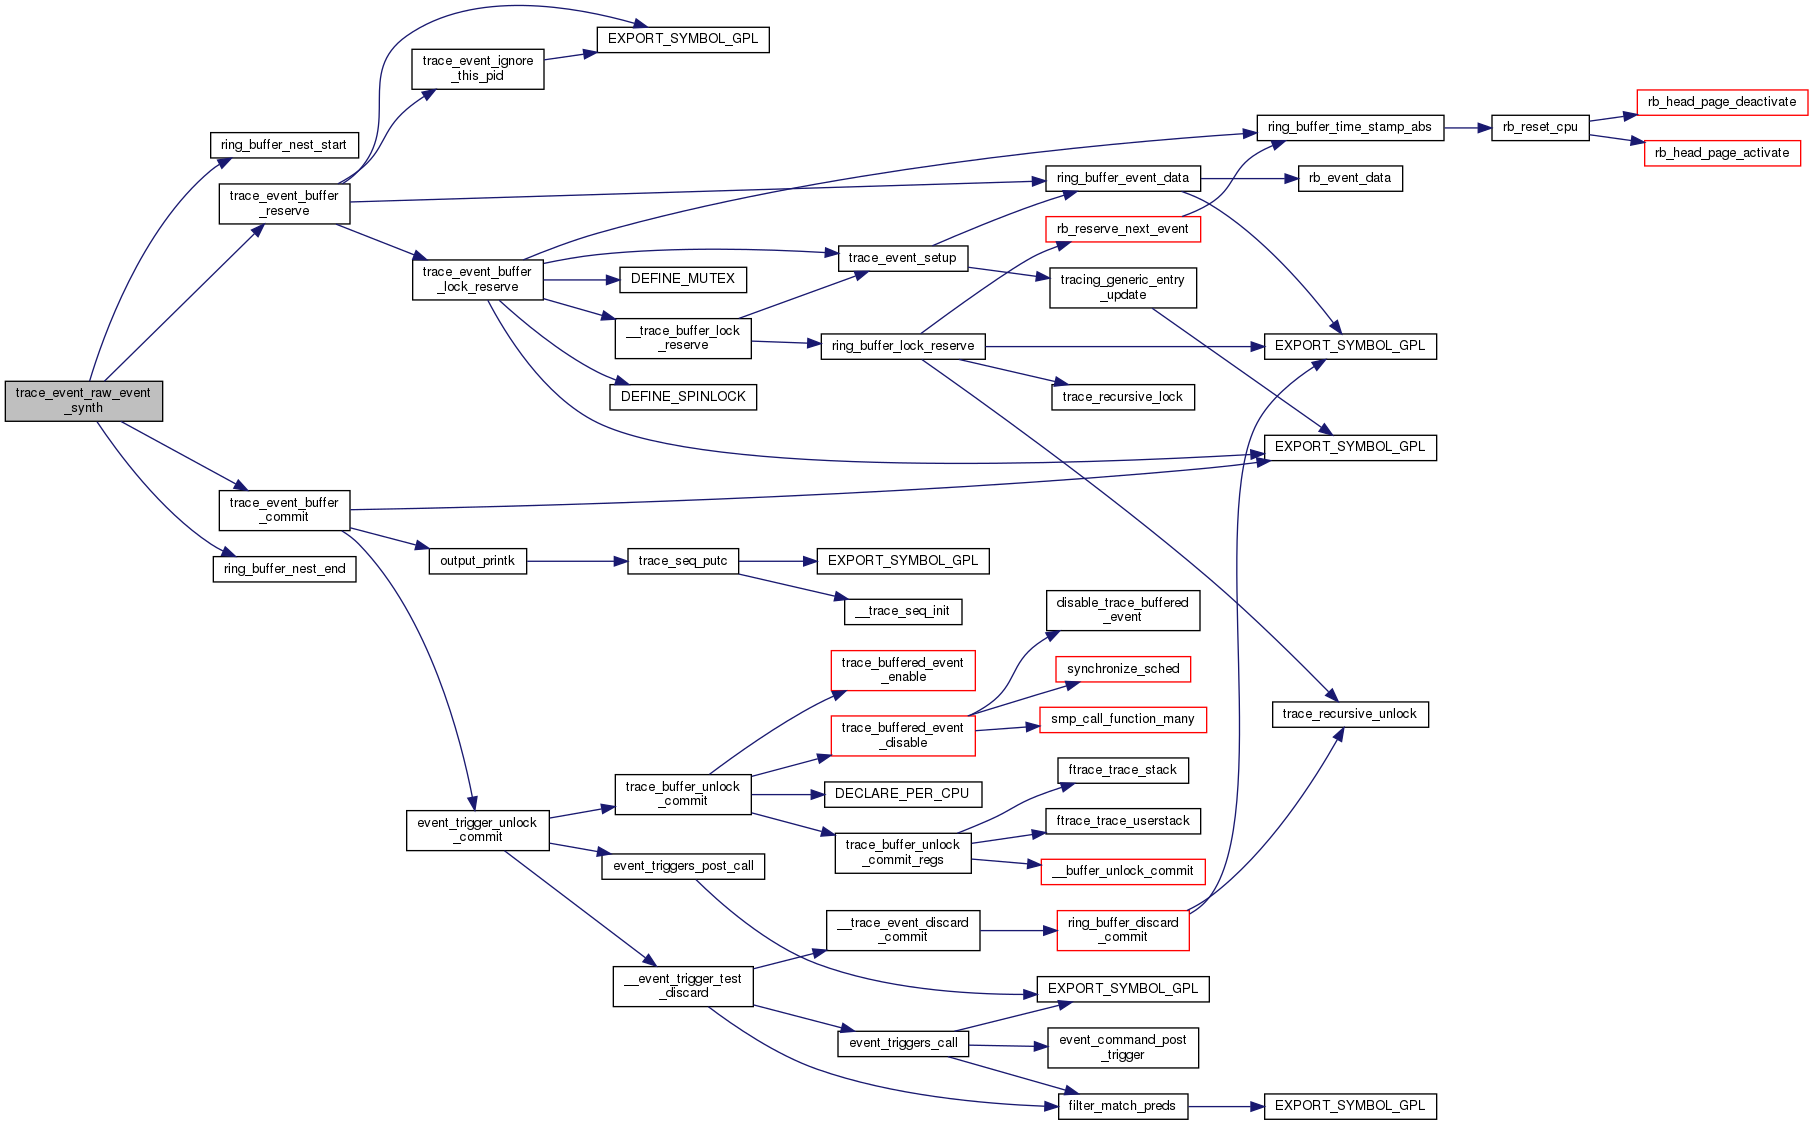 EXPORT_SYMBOL_GPL
trace_event_ignore
_this_pid
rb_head_page_deactivate
ring_buffer_time_stamp_abs
rb_reset_cpu
ring_buffer_nest_start
rb_head_page_activate
ring_buffer_event_data
rb_event_data
trace_event_buffer
_reserve
rb_reserve_next_event
trace_event_setup
trace_event_buffer
_lock_reserve
DEFINE_MUTEX
tracing_generic_entry
_update
__trace_buffer_lock
_reserve
ring_buffer_lock_reserve
EXPORT_SYMBOL_GPL
trace_event_raw_event
_synth
DEFINE_SPINLOCK
trace_recursive_lock
EXPORT_SYMBOL_GPL
trace_event_buffer
_commit
ring_buffer_nest_end
output_printk
trace_seq_putc
EXPORT_SYMBOL_GPL
__trace_seq_init
disable_trace_buffered
_event
trace_buffered_event
_enable
synchronize_sched
trace_buffered_event
_disable
smp_call_function_many
trace_recursive_unlock
ftrace_trace_stack
trace_buffer_unlock
_commit
DECLARE_PER_CPU
event_trigger_unlock
_commit
ftrace_trace_userstack
trace_buffer_unlock
_commit_regs
event_triggers_post_call
__buffer_unlock_commit
__trace_event_discard
_commit
ring_buffer_discard
_commit
__event_trigger_test
_discard
EXPORT_SYMBOL_GPL
event_triggers_call
event_command_post
_trigger
filter_match_preds
EXPORT_SYMBOL_GPL